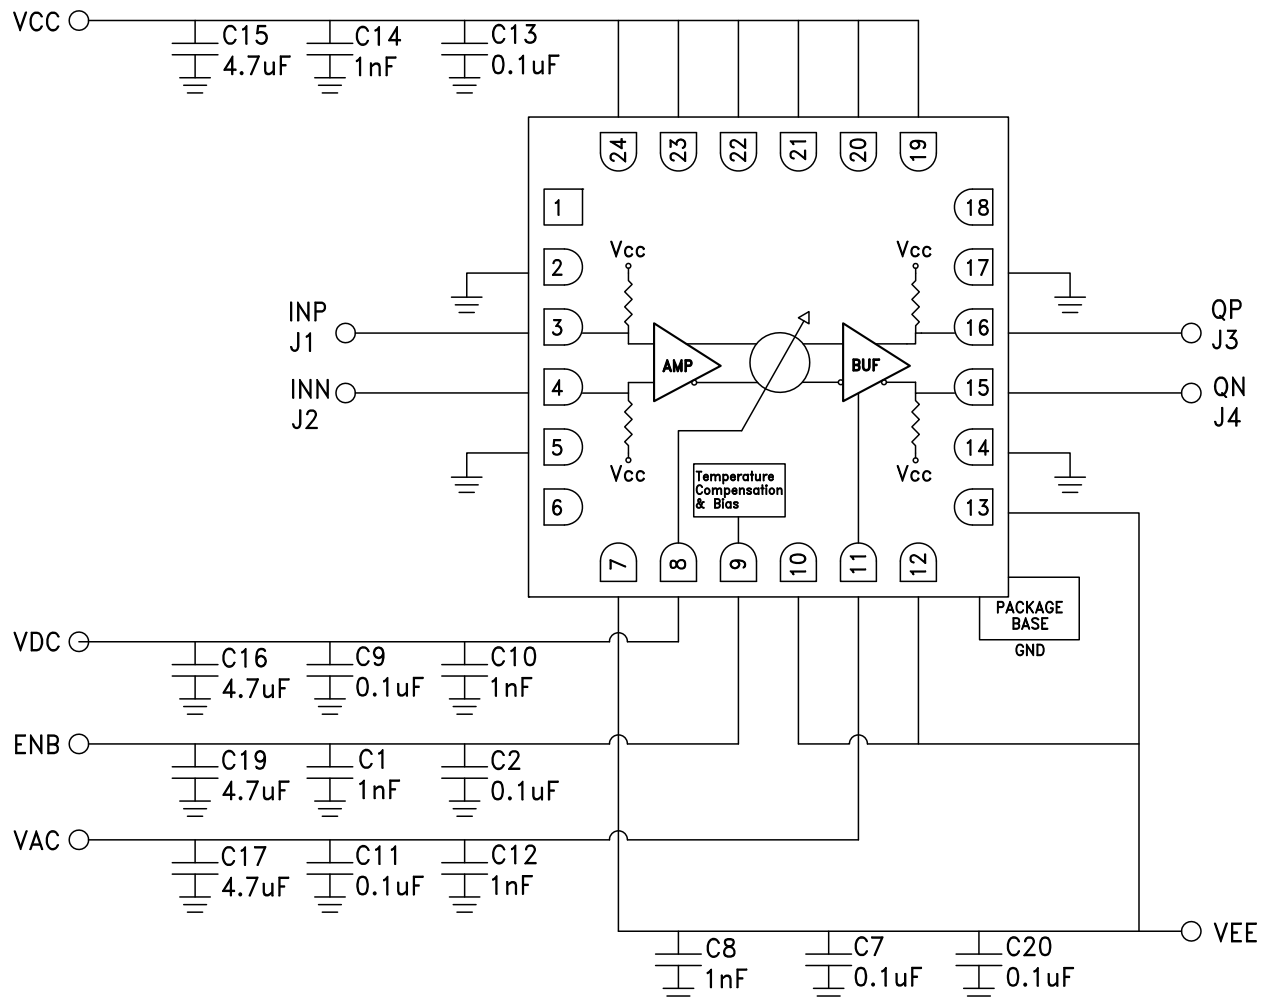 VCC
C15
4.7uF
C14
1nF
C13
0.1uF
24
23
22
21
20
19
1
2
3
4
5
6
18
17
16
15
14
13
Vcc
Vcc
INP
J1
INN
J2
QP
J3
QN
J4
AMP
BUF
Vcc
Vcc
Temperature
Compensation
& Bias
7
8
9
10
11
12
PACKAGE
BASE
GND
VDC
C16
4.7uF
C9
0.1uF
C10
1nF
ENB
C19
4.7uF
C1
1nF
C2
0.1uF
VAC
C17
4.7uF
C11
0.1uF
C12
1nF
VEE
C8
1nF
C7
0.1uF
C20
0.1uF